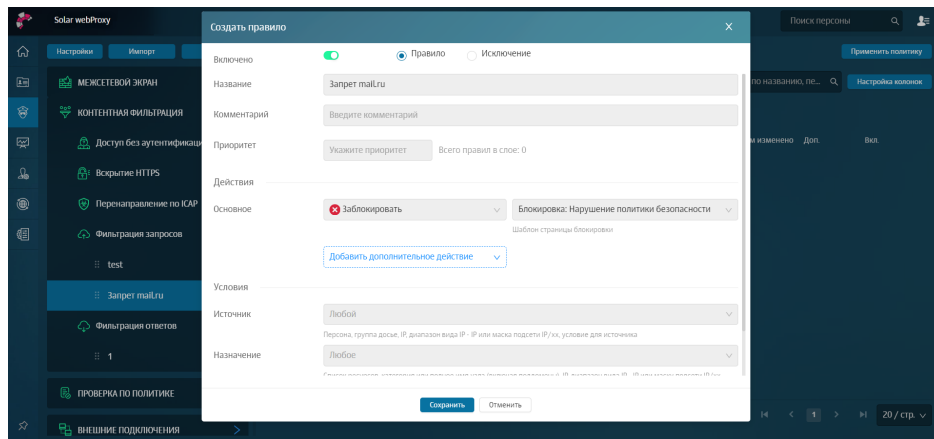 Solar webProxy
Создать правило
X
Поиск персоны
Настройки
Импорт
Включено
Правило
Исключение
Применить политику
МЕЖСЕТЕВОЙ ЭКРАН
Название
Запрет mail.ru
по названию, пе...
Настройка колонок
КОНТЕНТНАЯ ФИЛЬТРАЦИЯ
Комментарий
Введите комментарий
Доступ без аутентификаци
Приоритет
Укажите приоритет
Всего правил в слое: 0
м изменено
Доп.
Вкл.
Вскрытие HTTPS
Действия
Перенаправление по ICAP
Основное
Заблокировать
Блокировка: Нарушение политики безопасности
Шаблон страницы блокировки
Фильтрация запросов
test
Добавить дополнительное действие
Условия
Запрет mail.ru
Источник
Любой
Фильтрация ответов
Персона, группа досье, IP, диапазон вида IP - IP или маска подсети IP/xx, условие для источника
1
Назначение
Любое
ПРОВЕРКА ПО ПОЛИТИКЕ
Сохранить
Отменить
1
20 / стр.
ВНЕШНИЕ ПОДКЛЮЧЕНИЯ